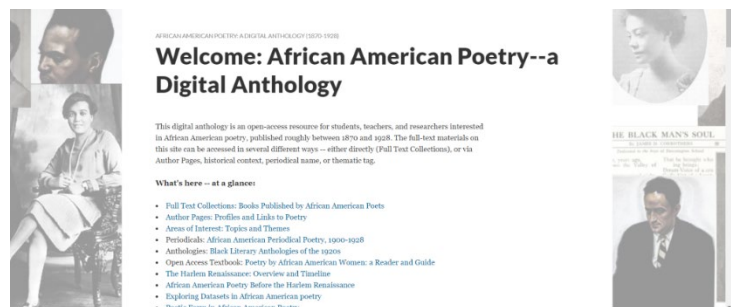 AFRICAN AMERICAN POETRY: A DIGITAL ANTHOLOGY (1870-1928)
Welcome: African American Poetry--a
Digital Anthology
This digital anthology is an open-access resource for students, teachers, and researchers interested
in African American poetry, published roughly between 1870 and 1928. The full-text materials on
this site can be accessed in several different ways -- either directly (Full Text Collections), or via
Author Pages, historical context, periodical name, or thematic tag.
What's here -- at a glance:
Full Text Collections: Books Published by African American Poets
Author Pages: Profiles and Links to Poetry
Areas of Interest: Topics and Themes
Periodicals: African American Periodical Poetry, 1900-1928
Anthologies: Black Literary Anthologies of the 1920s
Open Access Textbook: Poetry by African American Women: a Reader and Guide
The Harlem Renaissance: Overview and Timeline
African American Poetry Before the Harlem Renaissance
Exploring Datasets in African American poetry
Poetic Form in African American Poetry
HE BLACK MAN'S SOUL